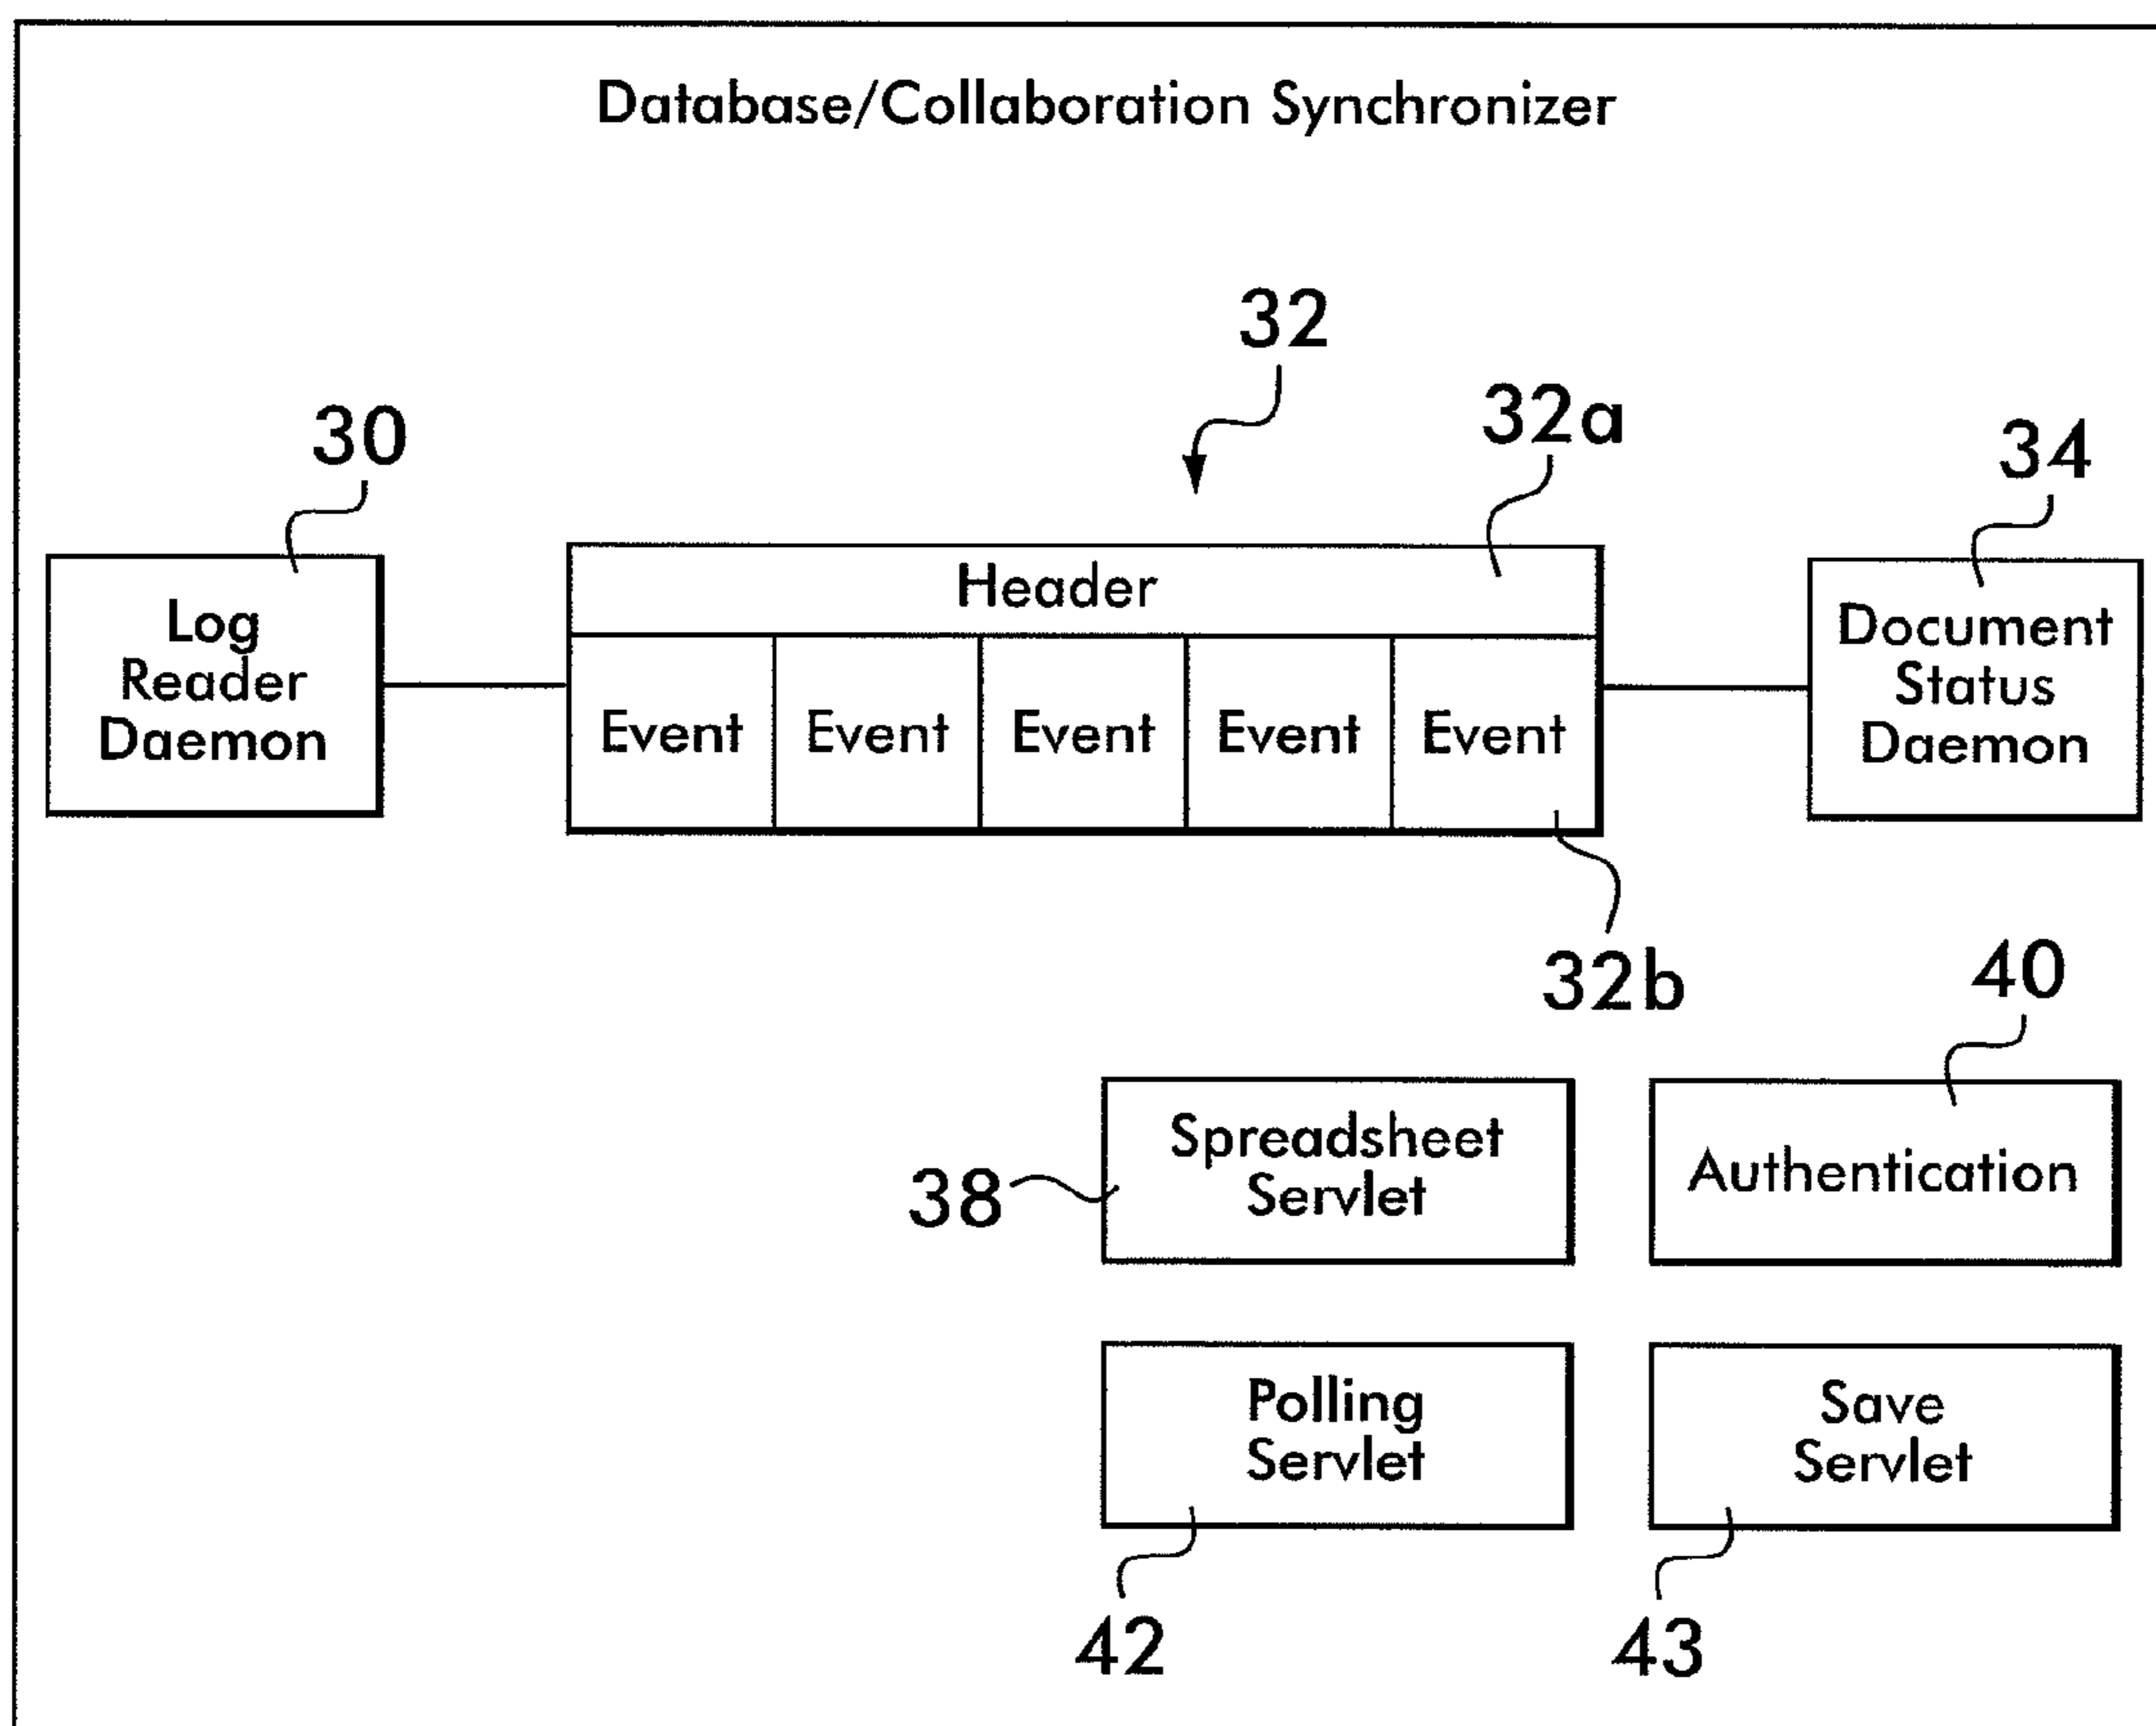 Database/Collaboration Synchronizer
32
32a
30
34
Header
Log
Reader
Daemon
Event Event Event Event Event
Document
Status
Daemon
32b
40
38
Spreadsheet
Servlet
Authentication
Polling
Servlet
Save
Servlet
42
43